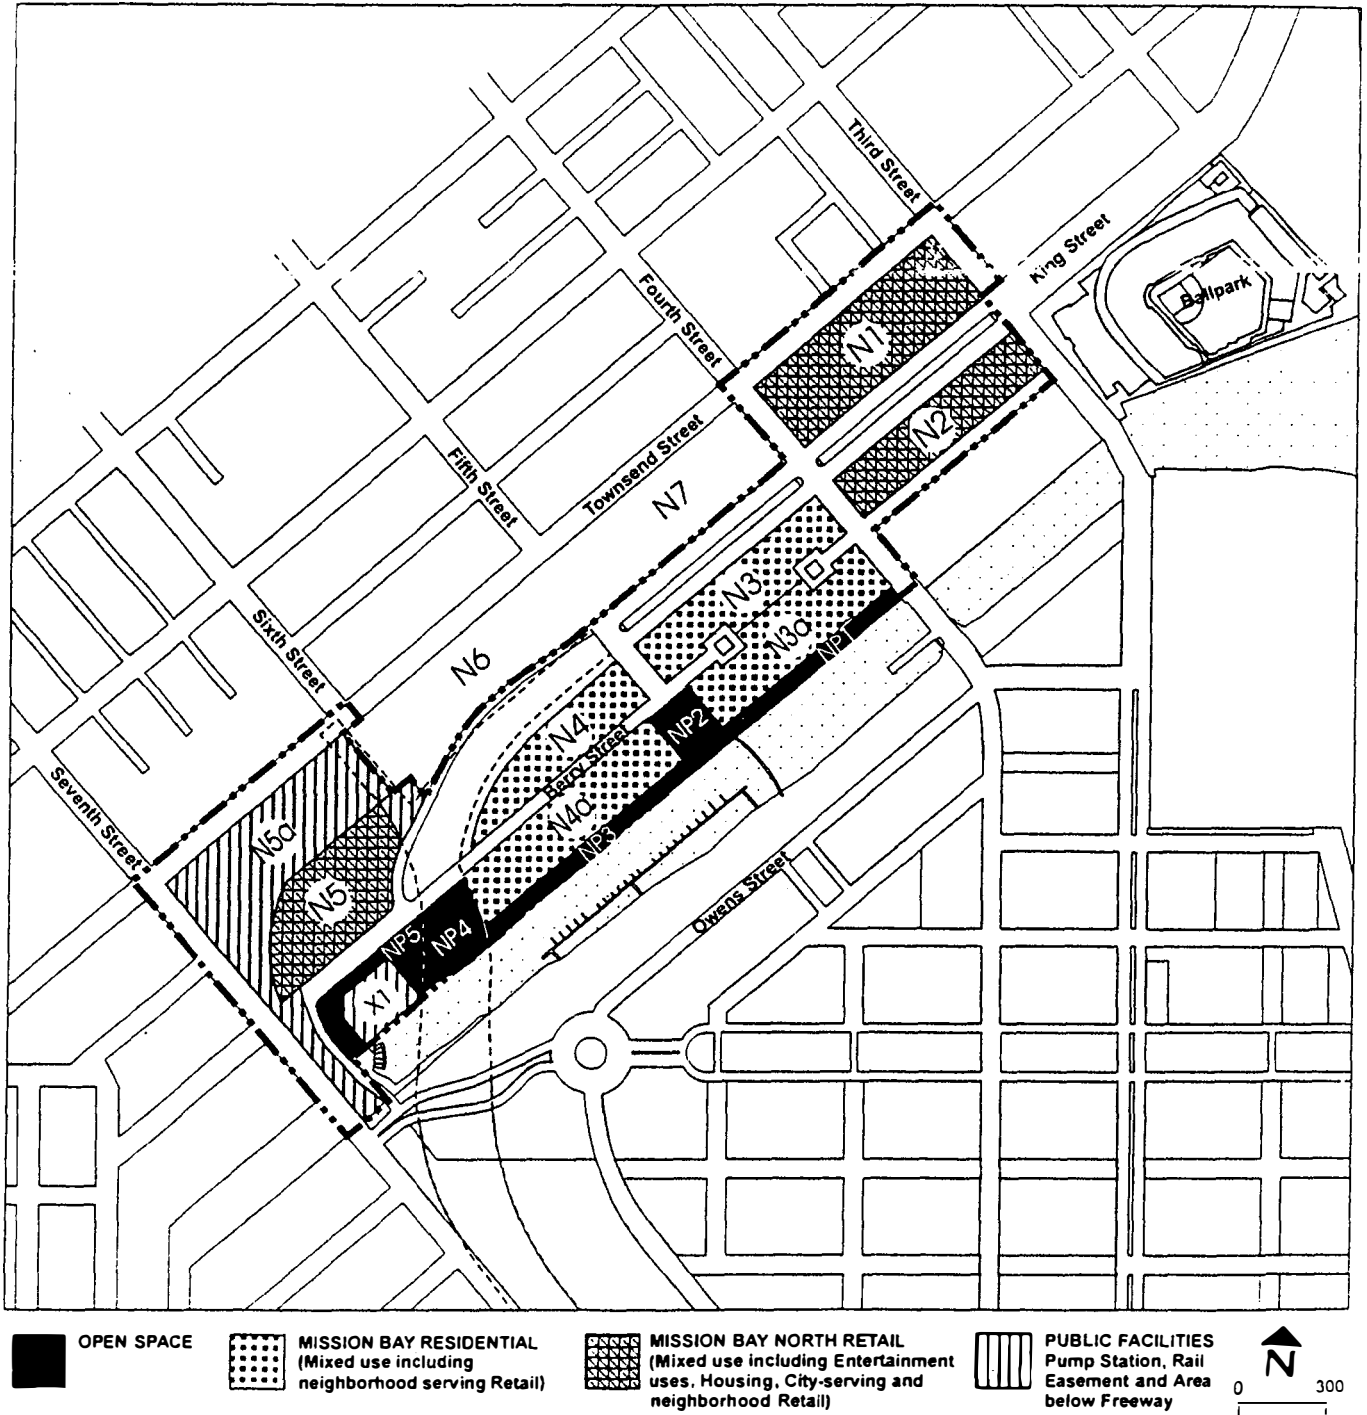 Third Street
King Street
Ballpark
Fourth Street
N1
N2
Fifth Street
Townsend Street
N7
N3
N3a
NP1
Sixth Street
N6
N4
Berry Street
NP2
N4a
NP3
Seventh Street
N5a
N5
Owens Street
NP5
NP4
X1
OPEN SPACE
MISSION BAY RESIDENTIAL
(Mixed use including
neighborhood serving Retail)
MISSION BAY NORTH RETAIL
(Mixed use including Entertainment
uses, Housing, City-serving and
neighborhood Retail)
PUBLIC FACILITIES
Pump Station, Rail
Easement and Area
below Freeway
N
0 300